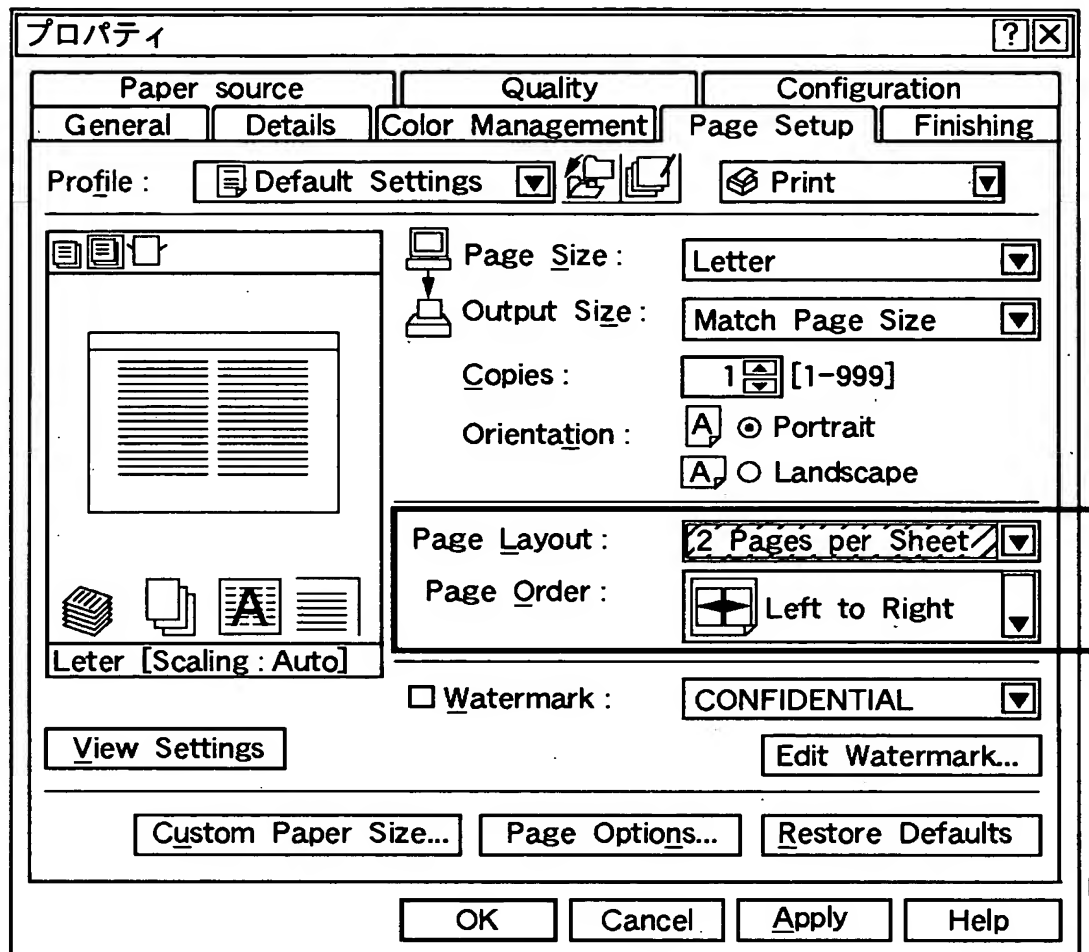 プロパティ ?
Paper source Quality Configuration
General Details Color Management Page Setup Finishing
Profile : Default Settings Print
Page Size : Letter
Output Size : Match Page Size
Copies : 1 [1-999]
Orientation : A Portrait
A Landscape
Page Layout : 2 Pages per Sheet
Page Order : Left to Right
A
Leter [Scaling : Auto]
Watermark : CONFIDENTIAL
View Settings Edit Watermark...
Custom Paper Size... Page Options... Restore Defaults
OK Cancel Apply Help